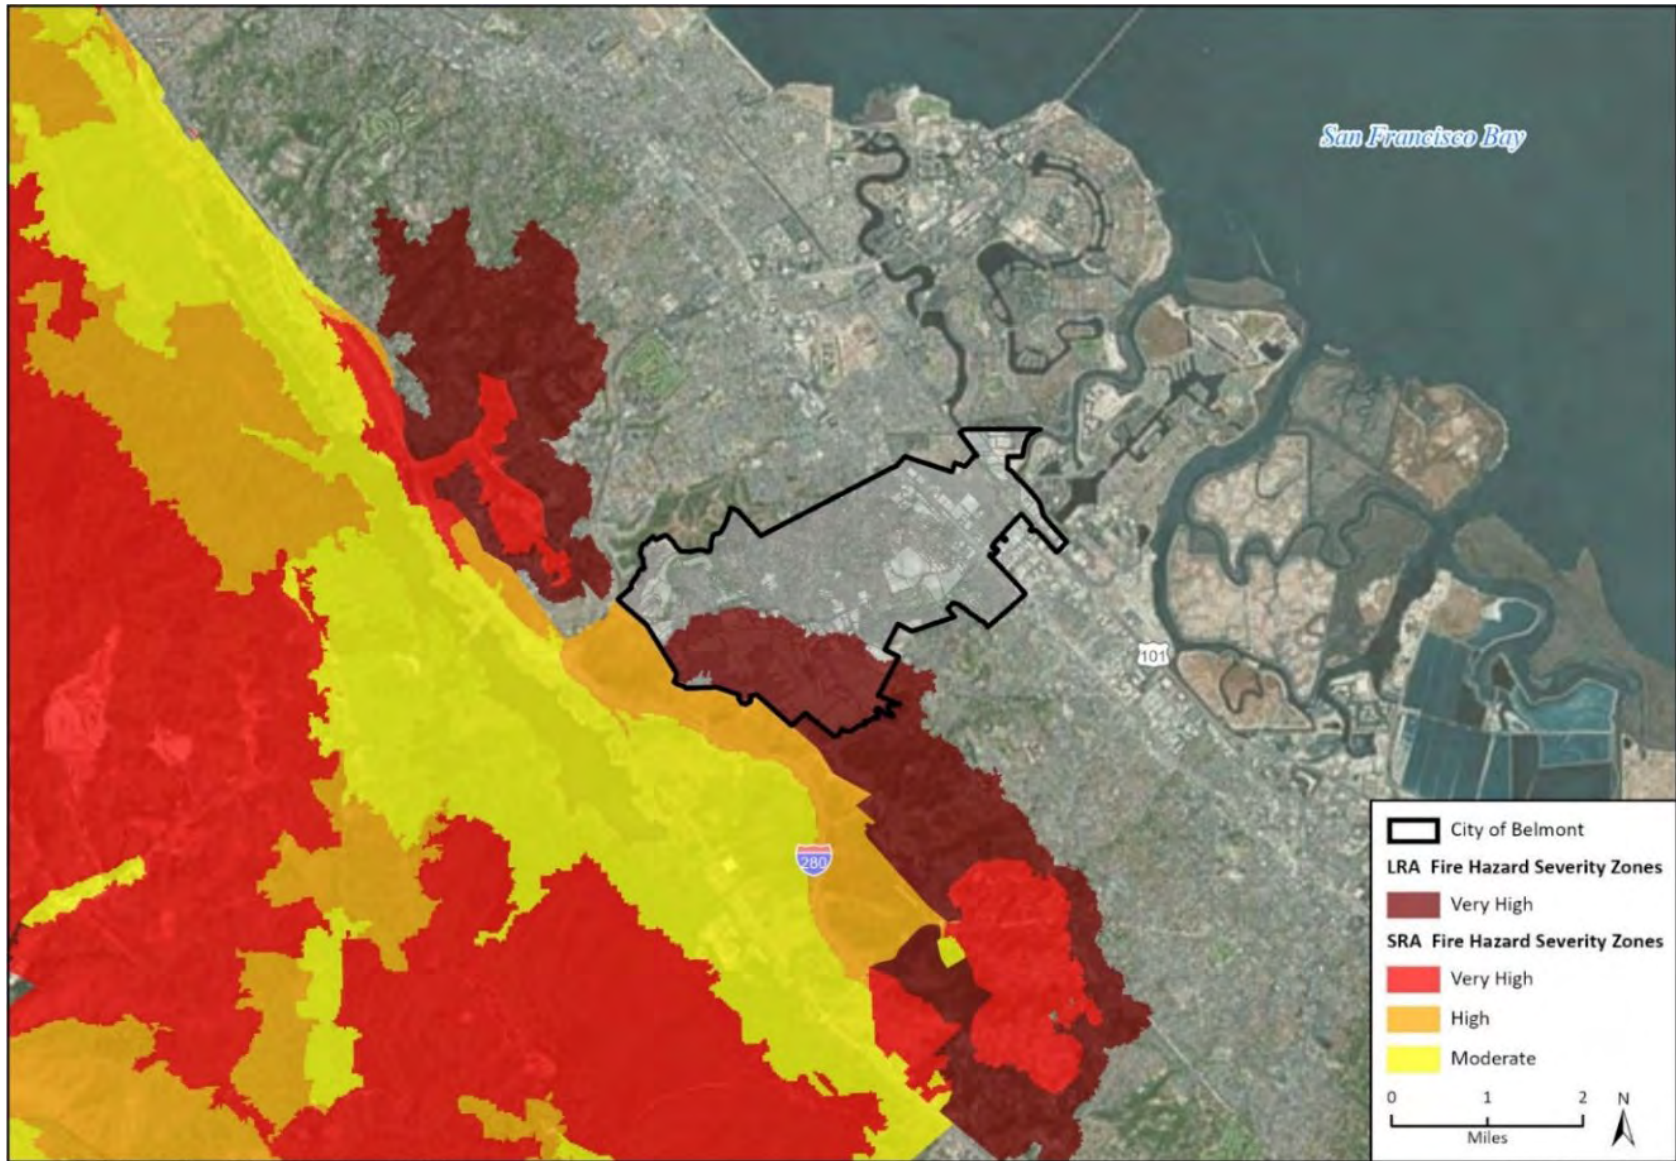 San Francisco Bay
101
280
City of Belmont
LRA Fire Hazard Severity Zones
Very High
SRA Fire Hazard Severity Zones
Very High
High
Moderate
0 1 2 N
Miles